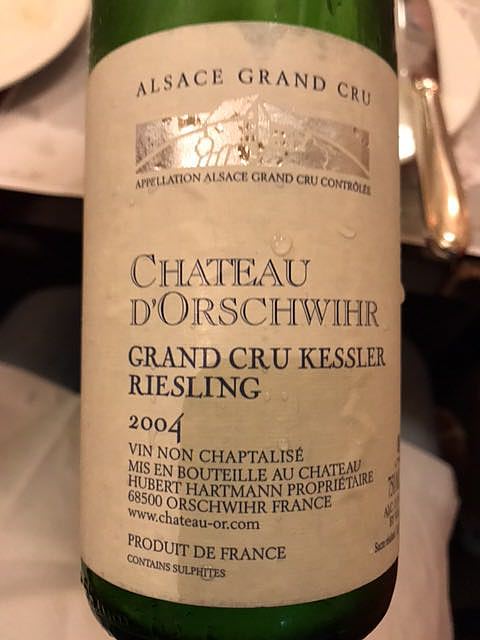 ALSACE GRAND CRU
APPELLATION ALSACE GRAND CRU CONTRÔLÉE
CHATEAU
D'ORSCHWIHR
GRAND CRU KESSLER
RIESLING
2004
VIN NON CHAPTALISÉ
MIS EN BOUTEILLE AU CHATEAU
HUBERT HARTMANN PROPRIÉTAIRE
68500 ORSCHWIHR FRANCE
www.chateau-or.com
PRODUIT DE FRANCE
CONTAINS SULPHITES